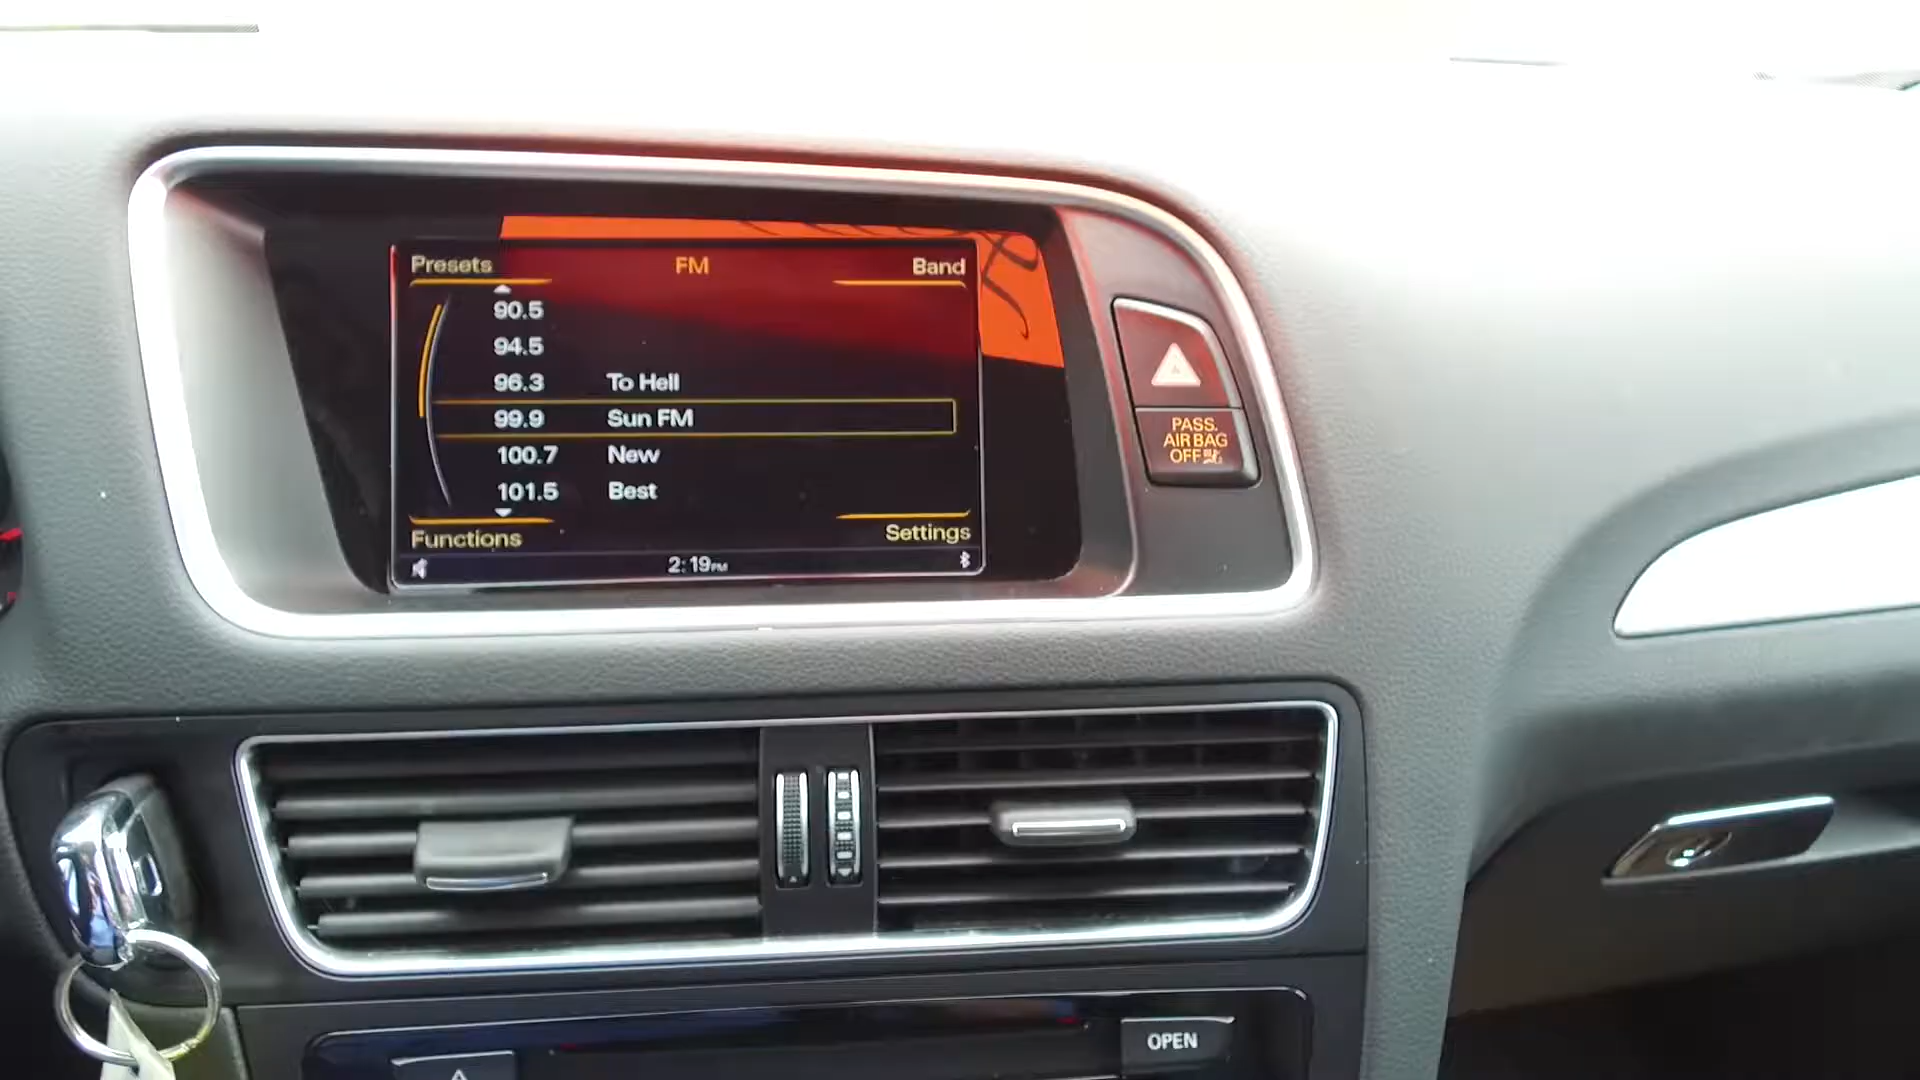 Presets FM Band
90.5
94.5
96.3 To Hell
99.9 Sun FM
100.7 New
101.5 Best
Functions Settings
2:19PM
PASS.
AIR BAG
OFF
OPEN